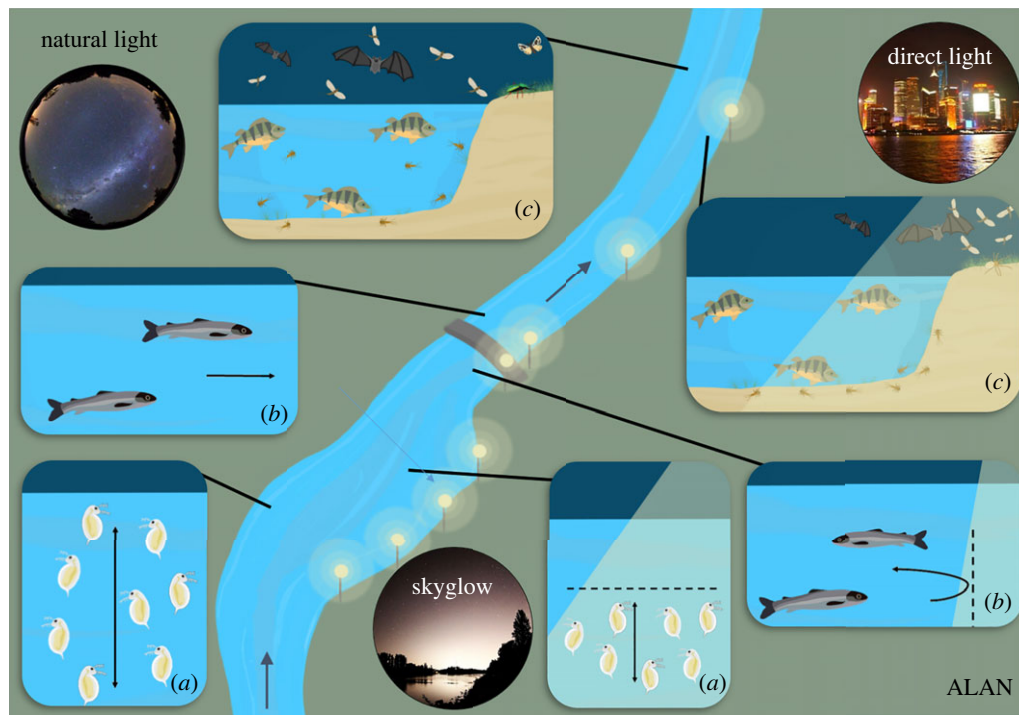 natural light
direct light
(c)
(c)
(b)
(b)
skyglow
(a)
(a)
ALAN